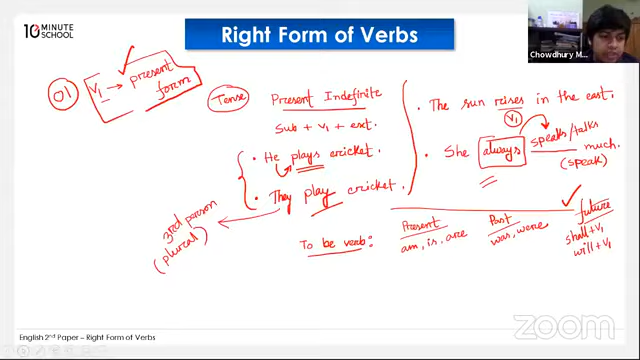 10 MINUTE SCHOOL
Right Form of Verbs
Chowdhury M...
01
V1 → present form
Tense
Present Indefinite
Sub + V1 + ext.
• He plays cricket.
• They play cricket.
3rd person (plural)
• The sun raises in the east.
V1
• She always speaks/talks much.
(speak)
To be verb:
Present
am, is, are
Past
was, were
future
shall + V1
will + V1
English 2nd Paper – Right Form of Verbs
zoom